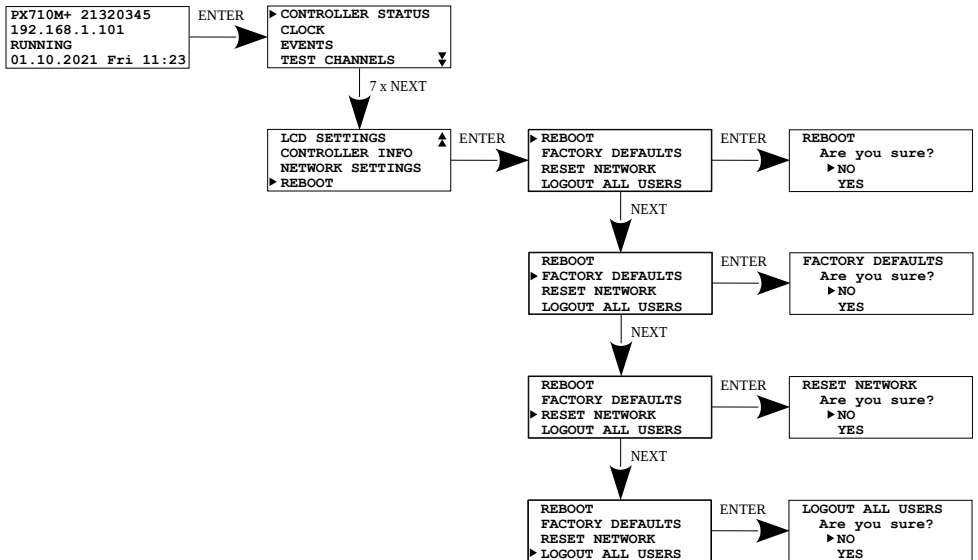 PX710M+ 21320345
192.168.1.101
RUNNING
01.10.2021 Fri 11:23
ENTER
CONTROLLER STATUS
CLOCK
EVENTS
TEST CHANNELS
7 x NEXT
LCD SETTINGS
CONTROLLER INFO
NETWORK SETTINGS
REBOOT
ENTER
REBOOT
FACTORY DEFAULTS
RESET NETWORK
LOGOUT ALL USERS
ENTER
REBOOT
Are you sure?
NO
YES
NEXT
REBOOT
FACTORY DEFAULTS
RESET NETWORK
LOGOUT ALL USERS
ENTER
FACTORY DEFAULTS
Are you sure?
NO
YES
NEXT
REBOOT
FACTORY DEFAULTS
RESET NETWORK
LOGOUT ALL USERS
ENTER
RESET NETWORK
Are you sure?
NO
YES
NEXT
REBOOT
FACTORY DEFAULTS
RESET NETWORK
LOGOUT ALL USERS
ENTER
LOGOUT ALL USERS
Are you sure?
NO
YES